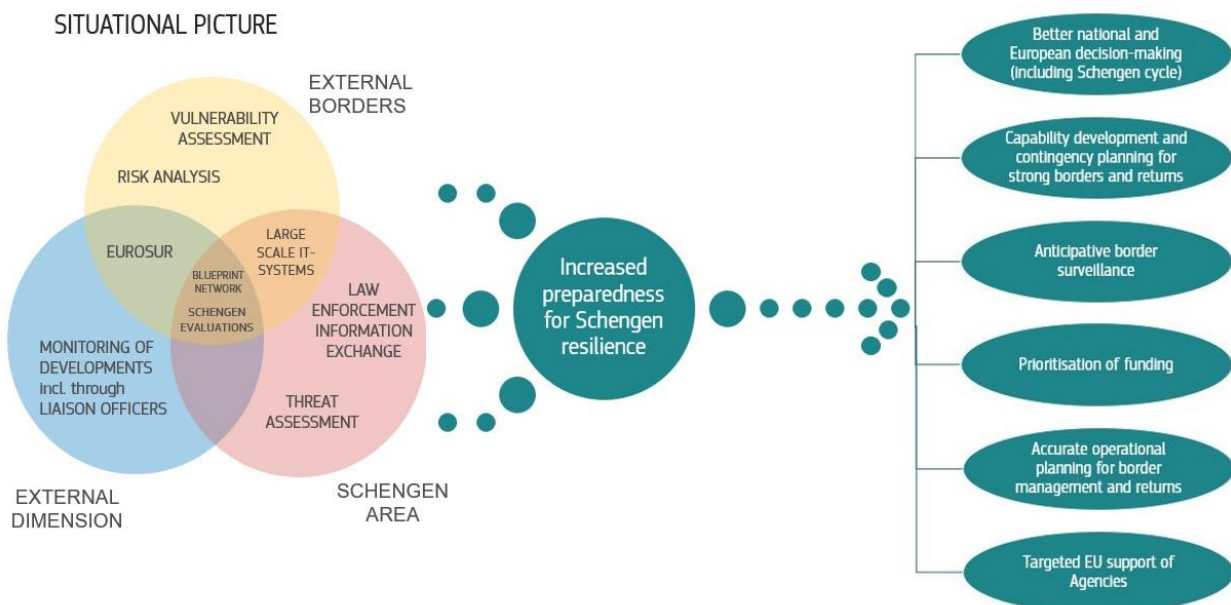 SITUATIONAL PICTURE
EXTERNAL
BORDERS
VULNERABILITY
ASSESSMENT
RISK ANALYSIS
EUROSUR
LARGE
SCALE IT-
SYSTEMS
BLUEPRINT
NETWORK
SCHENGEN
EVALUATIONS
LAW
ENFORCEMENT
INFORMATION
EXCHANGE
MONITORING OF
DEVELOPMENTS
incl. through
LIAISON OFFICERS
THREAT
ASSESSMENT
EXTERNAL
DIMENSION
SCHENGEN
AREA
Increased
preparedness
for Schengen
resilience
Better national and
European decision-making
(including Schengen cycle)
Capability development and
contingency planning for
strong borders and returns
Anticipative border
surveillance
Prioritisation of funding
Accurate operational
planning for border
management and returns
Targeted EU support of
Agencies